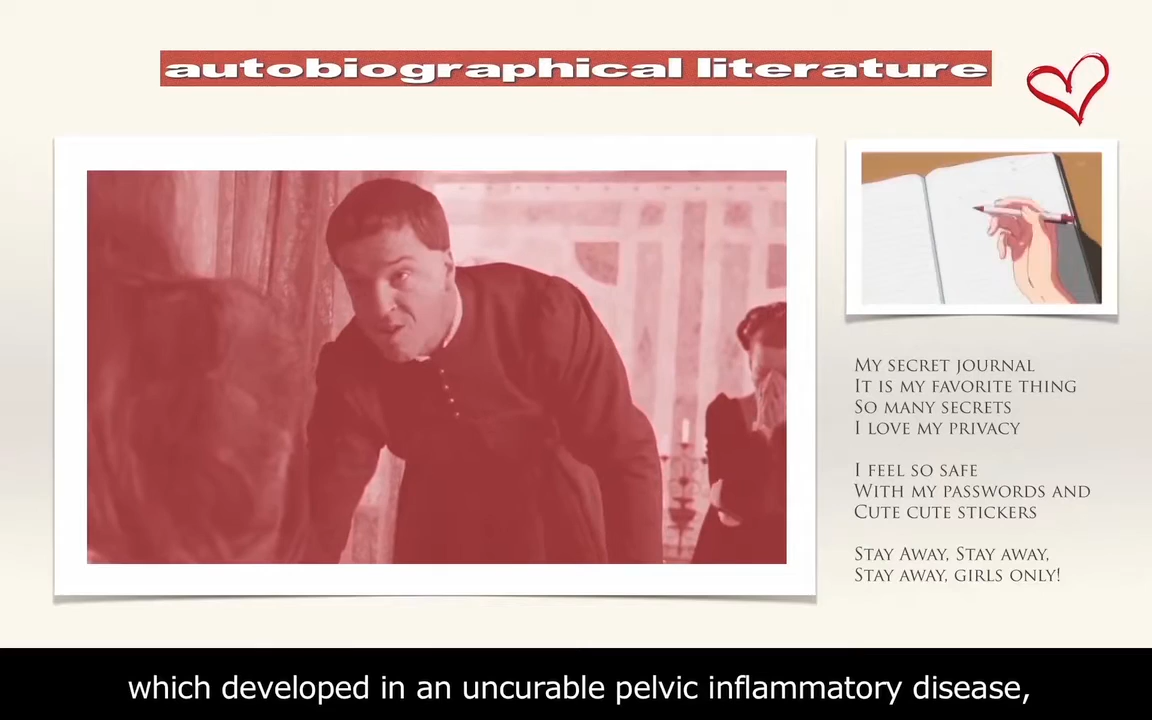 autobiographical literature
My secret journal
It is my favorite thing
So many secrets
I love my privacy
I feel so safe
With my passwords and
Cute cute stickers
Stay Away, Stay away,
Stay away, girls only!
which developed in an uncurable pelvic inflammatory disease,